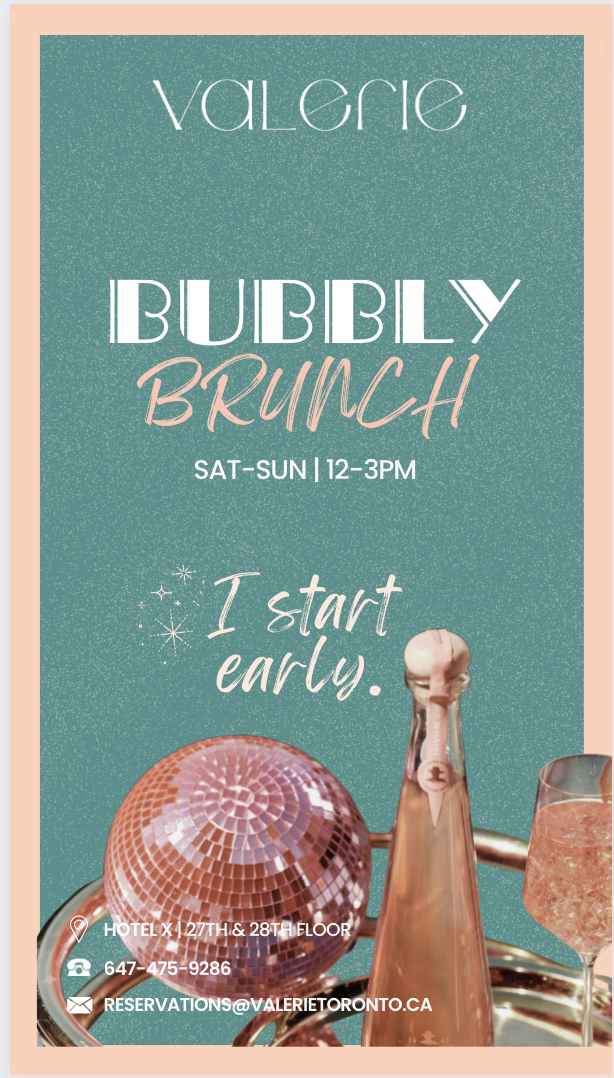 VALERIE
BUBBLY
BRUNCH
SAT-SUN | 12-3PM
I start
early.
HOTEL X | 27TH & 28TH FLOOR
647-475-9286
RESERVATIONS@VALERIETORONTO.CA